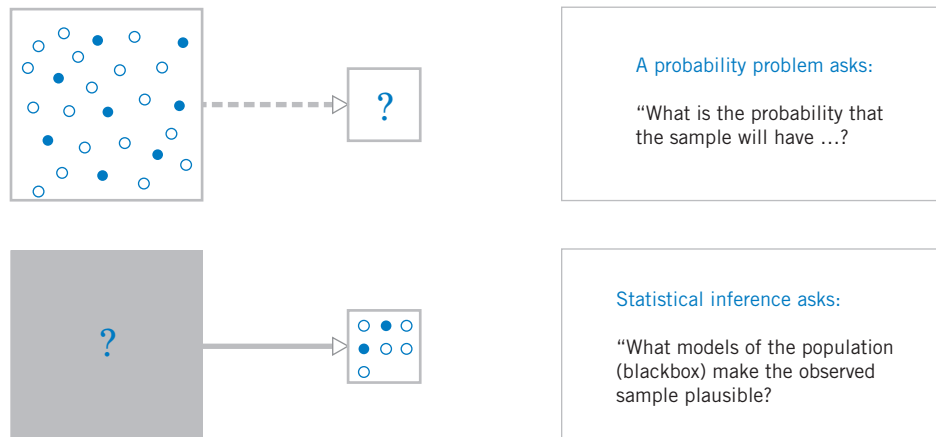 ?
A probability problem asks:
“What is the probability that
the sample will have ...?
?
Statistical inference asks:
“What models of the population
(blackbox) make the observed
sample plausible?